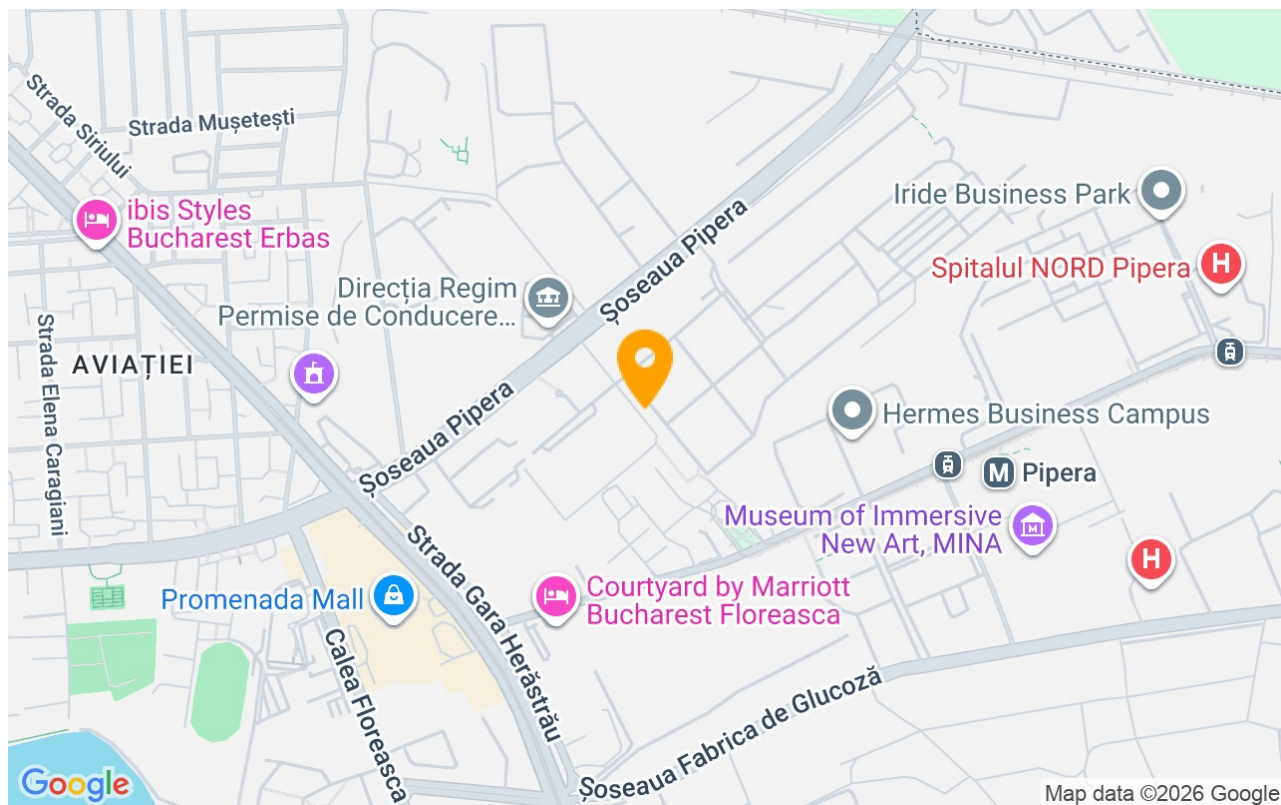 Strada Siriului
Strada Mușetești
ibis Styles
Bucharest Erbas
Direcția Regim
Permise de Conducere...
Șoseaua Pipera
Iride Business Park
Spitalul NORD Pipera
H
AVIAȚIEI
Strada Elena Caragiani
Șoseaua Pipera
Hermes Business Campus
M Pipera
Museum of Immersive
New Art, MINA
M
H
Promenada Mall
Strada Gara Herăstrău
Courtyard by Marriott
Bucharest Floreasca
Calea Floreasca
Șoseaua Fabrica de Glucoză
Google
Map data ©2026 Google